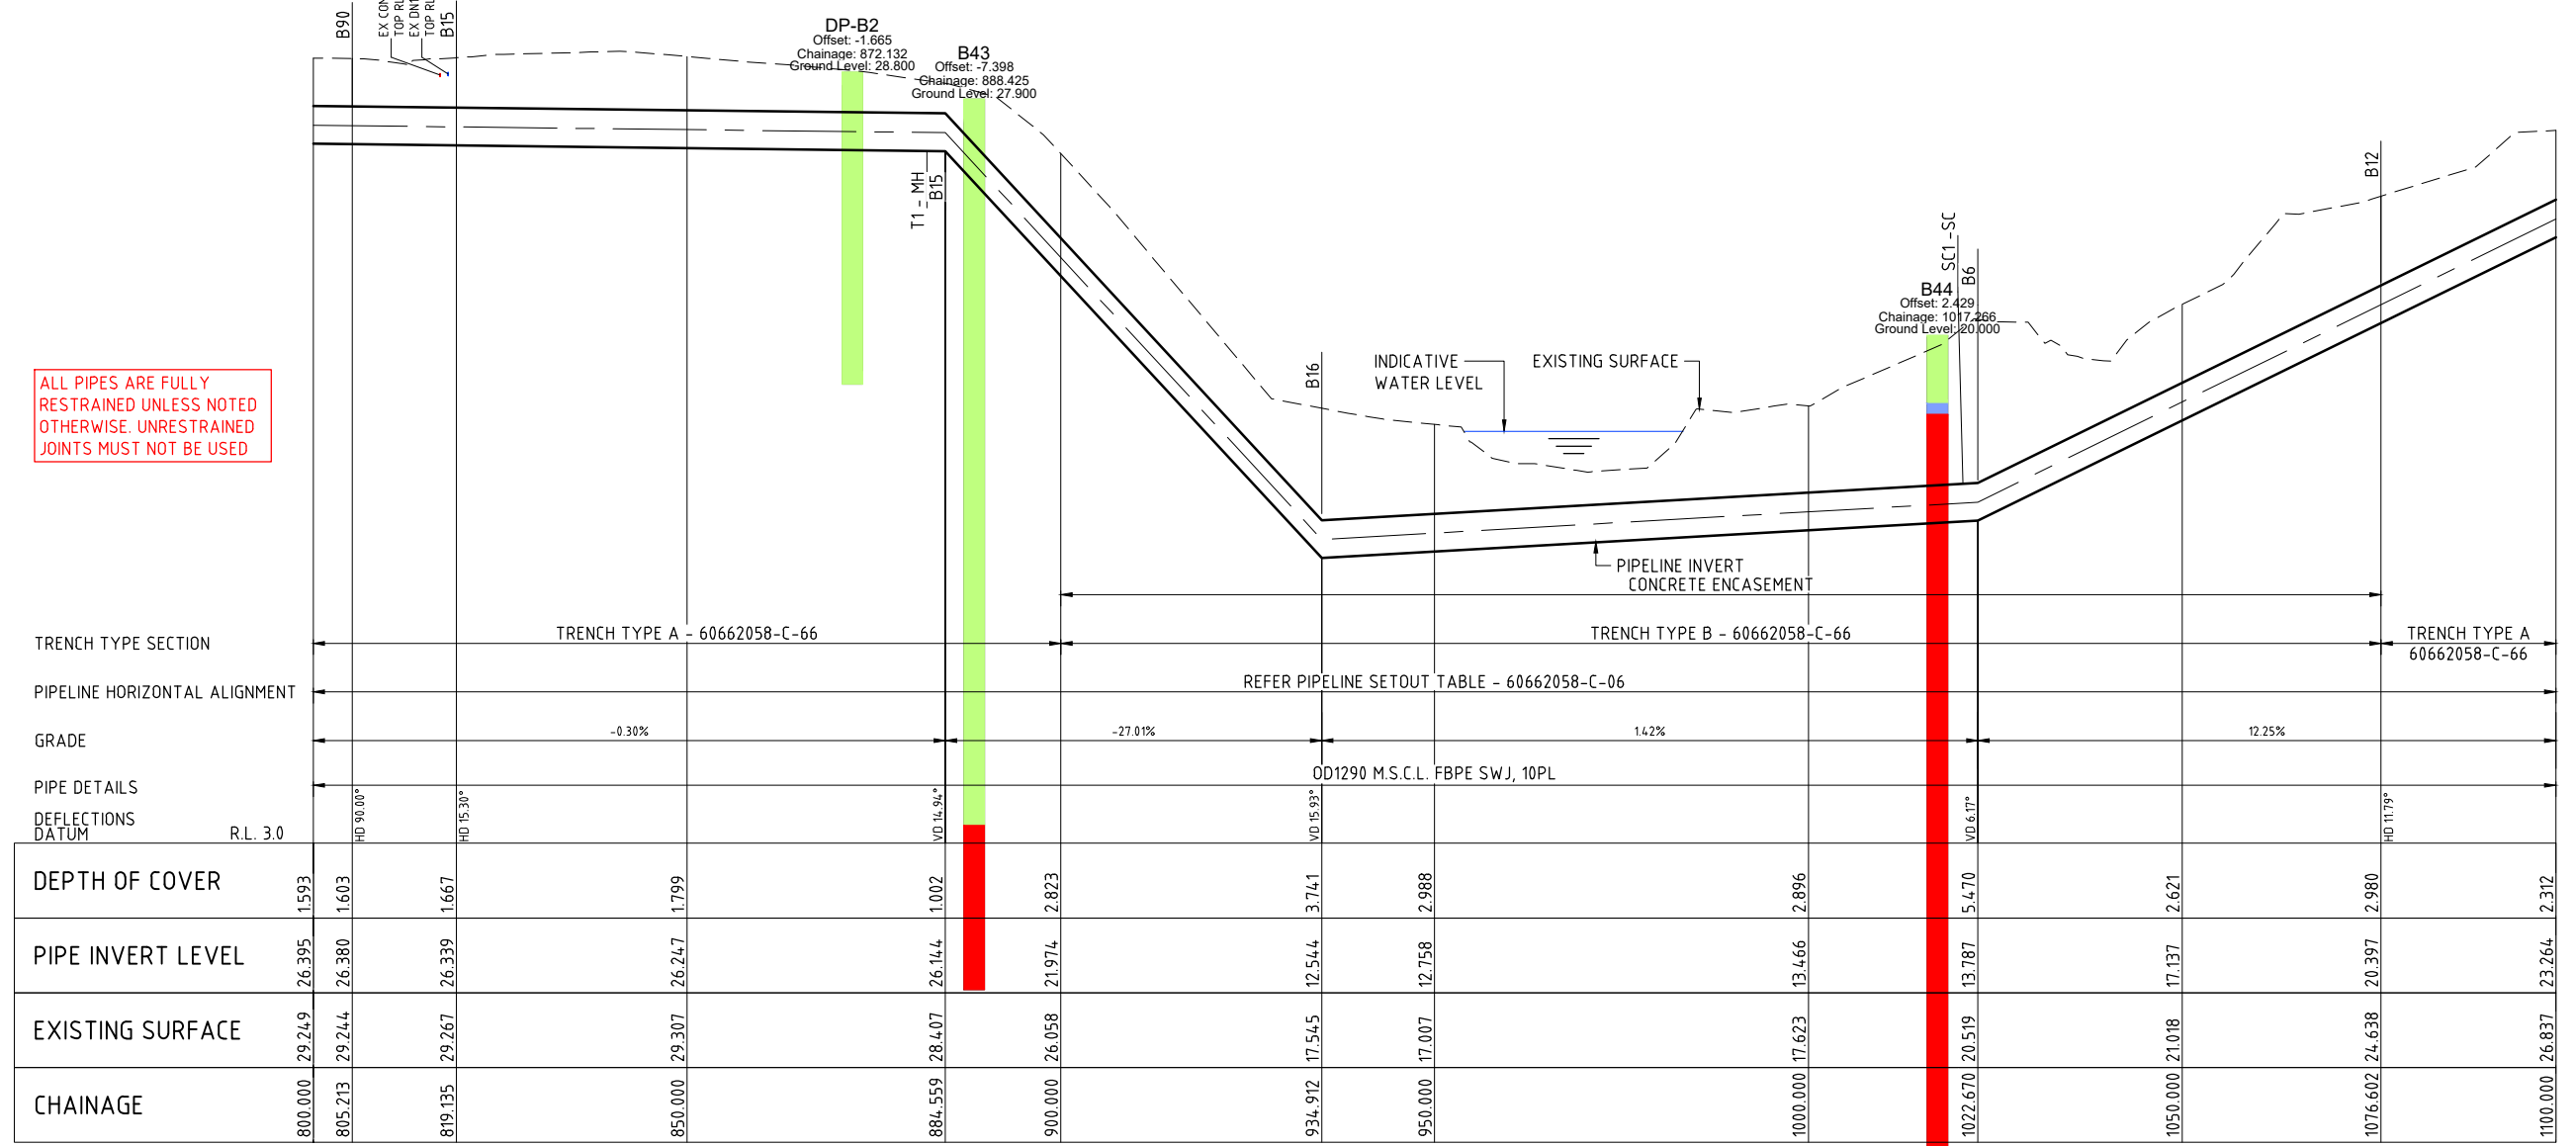 B90
EX CON
TOP RL
EX DN1
TOP RL
B15
DP-B2
Offset: -1.665
Chainage: 872.132
Ground Level: 28.800
B43
Offset: -7.398
Chainage: 888.425
Ground Level: 27.900
T1 - MH
B15
B16
INDICATIVE
WATER LEVEL
EXISTING SURFACE
B44
Offset: 2.429
Chainage: 1017.266
Ground Level: 20.000
SC1 -SC
B6
B12
ALL PIPES ARE FULLY
RESTRAINED UNLESS NOTED
OTHERWISE. UNRESTRAINED
JOINTS MUST NOT BE USED
PIPELINE INVERT
CONCRETE ENCASEMENT
TRENCH TYPE SECTION
TRENCH TYPE A - 60662058-C-66
TRENCH TYPE B - 60662058-C-66
TRENCH TYPE A
60662058-C-66
PIPELINE HORIZONTAL ALIGNMENT
REFER PIPELINE SETOUT TABLE - 60662058-C-06
GRADE
-0.30%
-27.01%
1.42%
12.25%
PIPE DETAILS
OD1290 M.S.C.L. FBPE SWJ, 10PL
DEFLECTIONS
HD 90.00°
HD 15.30°
VD 14.94°
VD 15.93°
VD 6.17°
HD 11.79°
DATUM R.L. 3.0
DEPTH OF COVER 1.593 1.603 1.667 1.799 1.002 2.823 3.741 2.988 2.896 5.470 2.621 2.980 2.312
PIPE INVERT LEVEL 26.395 26.380 26.339 26.247 26.144 21.974 12.544 12.758 13.466 13.787 17.137 20.397 23.264
EXISTING SURFACE 29.249 29.244 29.267 29.307 28.407 26.058 17.545 17.007 17.623 20.519 21.018 24.638 26.837
CHAINAGE 800.000 805.213 819.135 850.000 884.559 900.000 934.912 950.000 1000.000 1022.670 1050.000 1076.602 1100.000